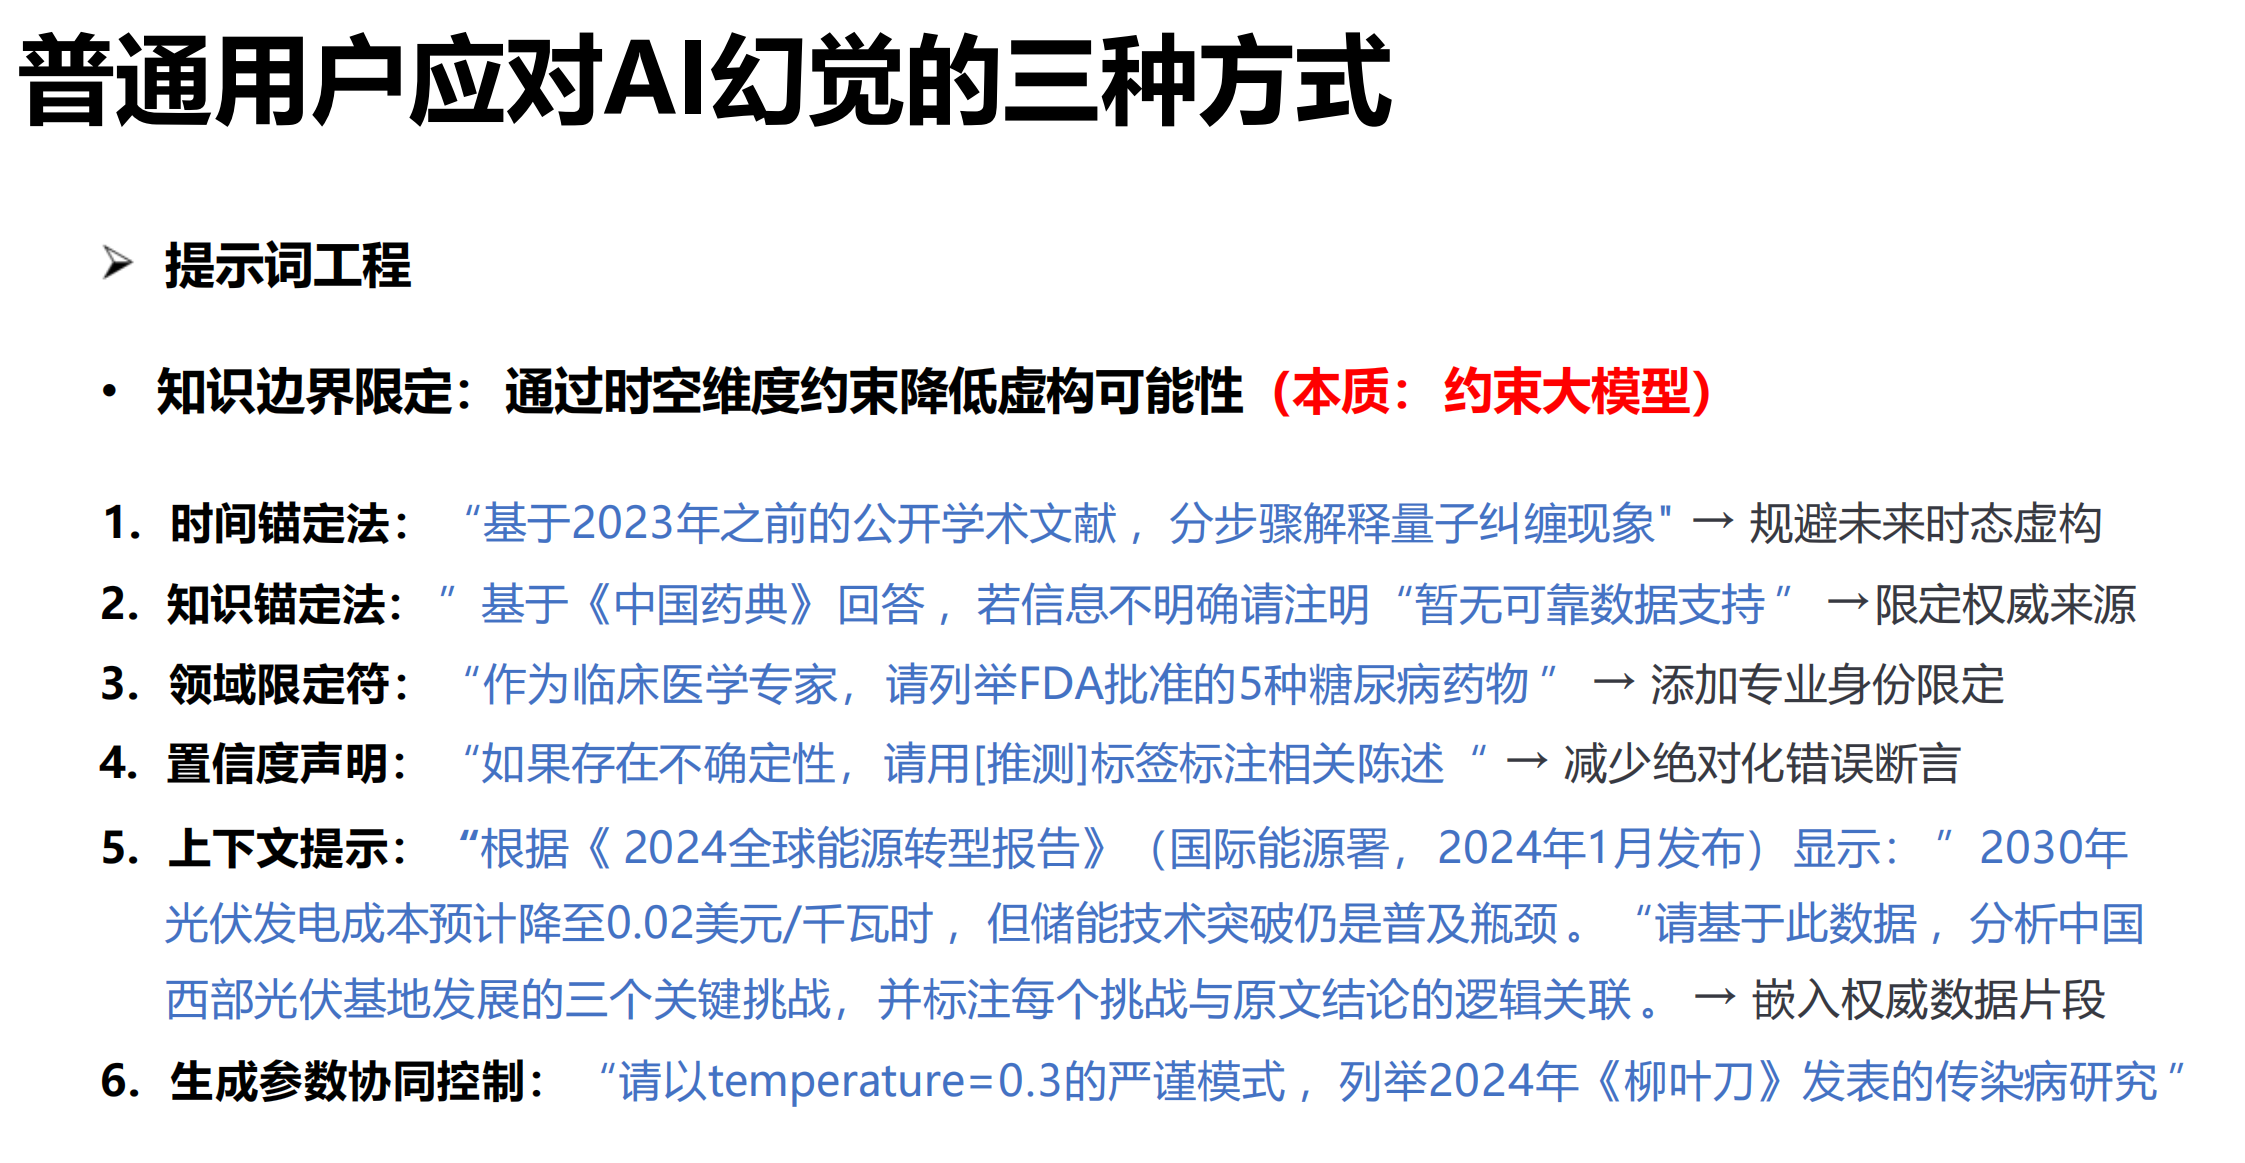 普通用户应对AI幻觉的三种方式
➢ 提示词工程
• 知识边界限定：通过时空维度约束降低虚构可能性（本质：约束大模型）
1. 时间锚定法： “基于2023年之前的公开学术文献，分步骤解释量子纠缠现象" → 规避未来时态虚构
2. 知识锚定法：” 基于《中国药典》回答，若信息不明确请注明“暂无可靠数据支持” →限定权威来源
3. 领域限定符： “作为临床医学专家，请列举FDA批准的5种糖尿病药物” → 添加专业身份限定
4. 置信度声明： “如果存在不确定性，请用[推测]标签标注相关陈述“ → 减少绝对化错误断言
5. 上下文提示： “根据《2024全球能源转型报告》（国际能源署，2024年1月发布）显示：”2030年
光伏发电成本预计降至0.02美元/千瓦时，但储能技术突破仍是普及瓶颈。“请基于此数据，分析中国
西部光伏基地发展的三个关键挑战，并标注每个挑战与原文结论的逻辑关联。 → 嵌入权威数据片段
6. 生成参数协同控制： “请以temperature=0.3的严谨模式，列举2024年《柳叶刀》发表的传染病研究”